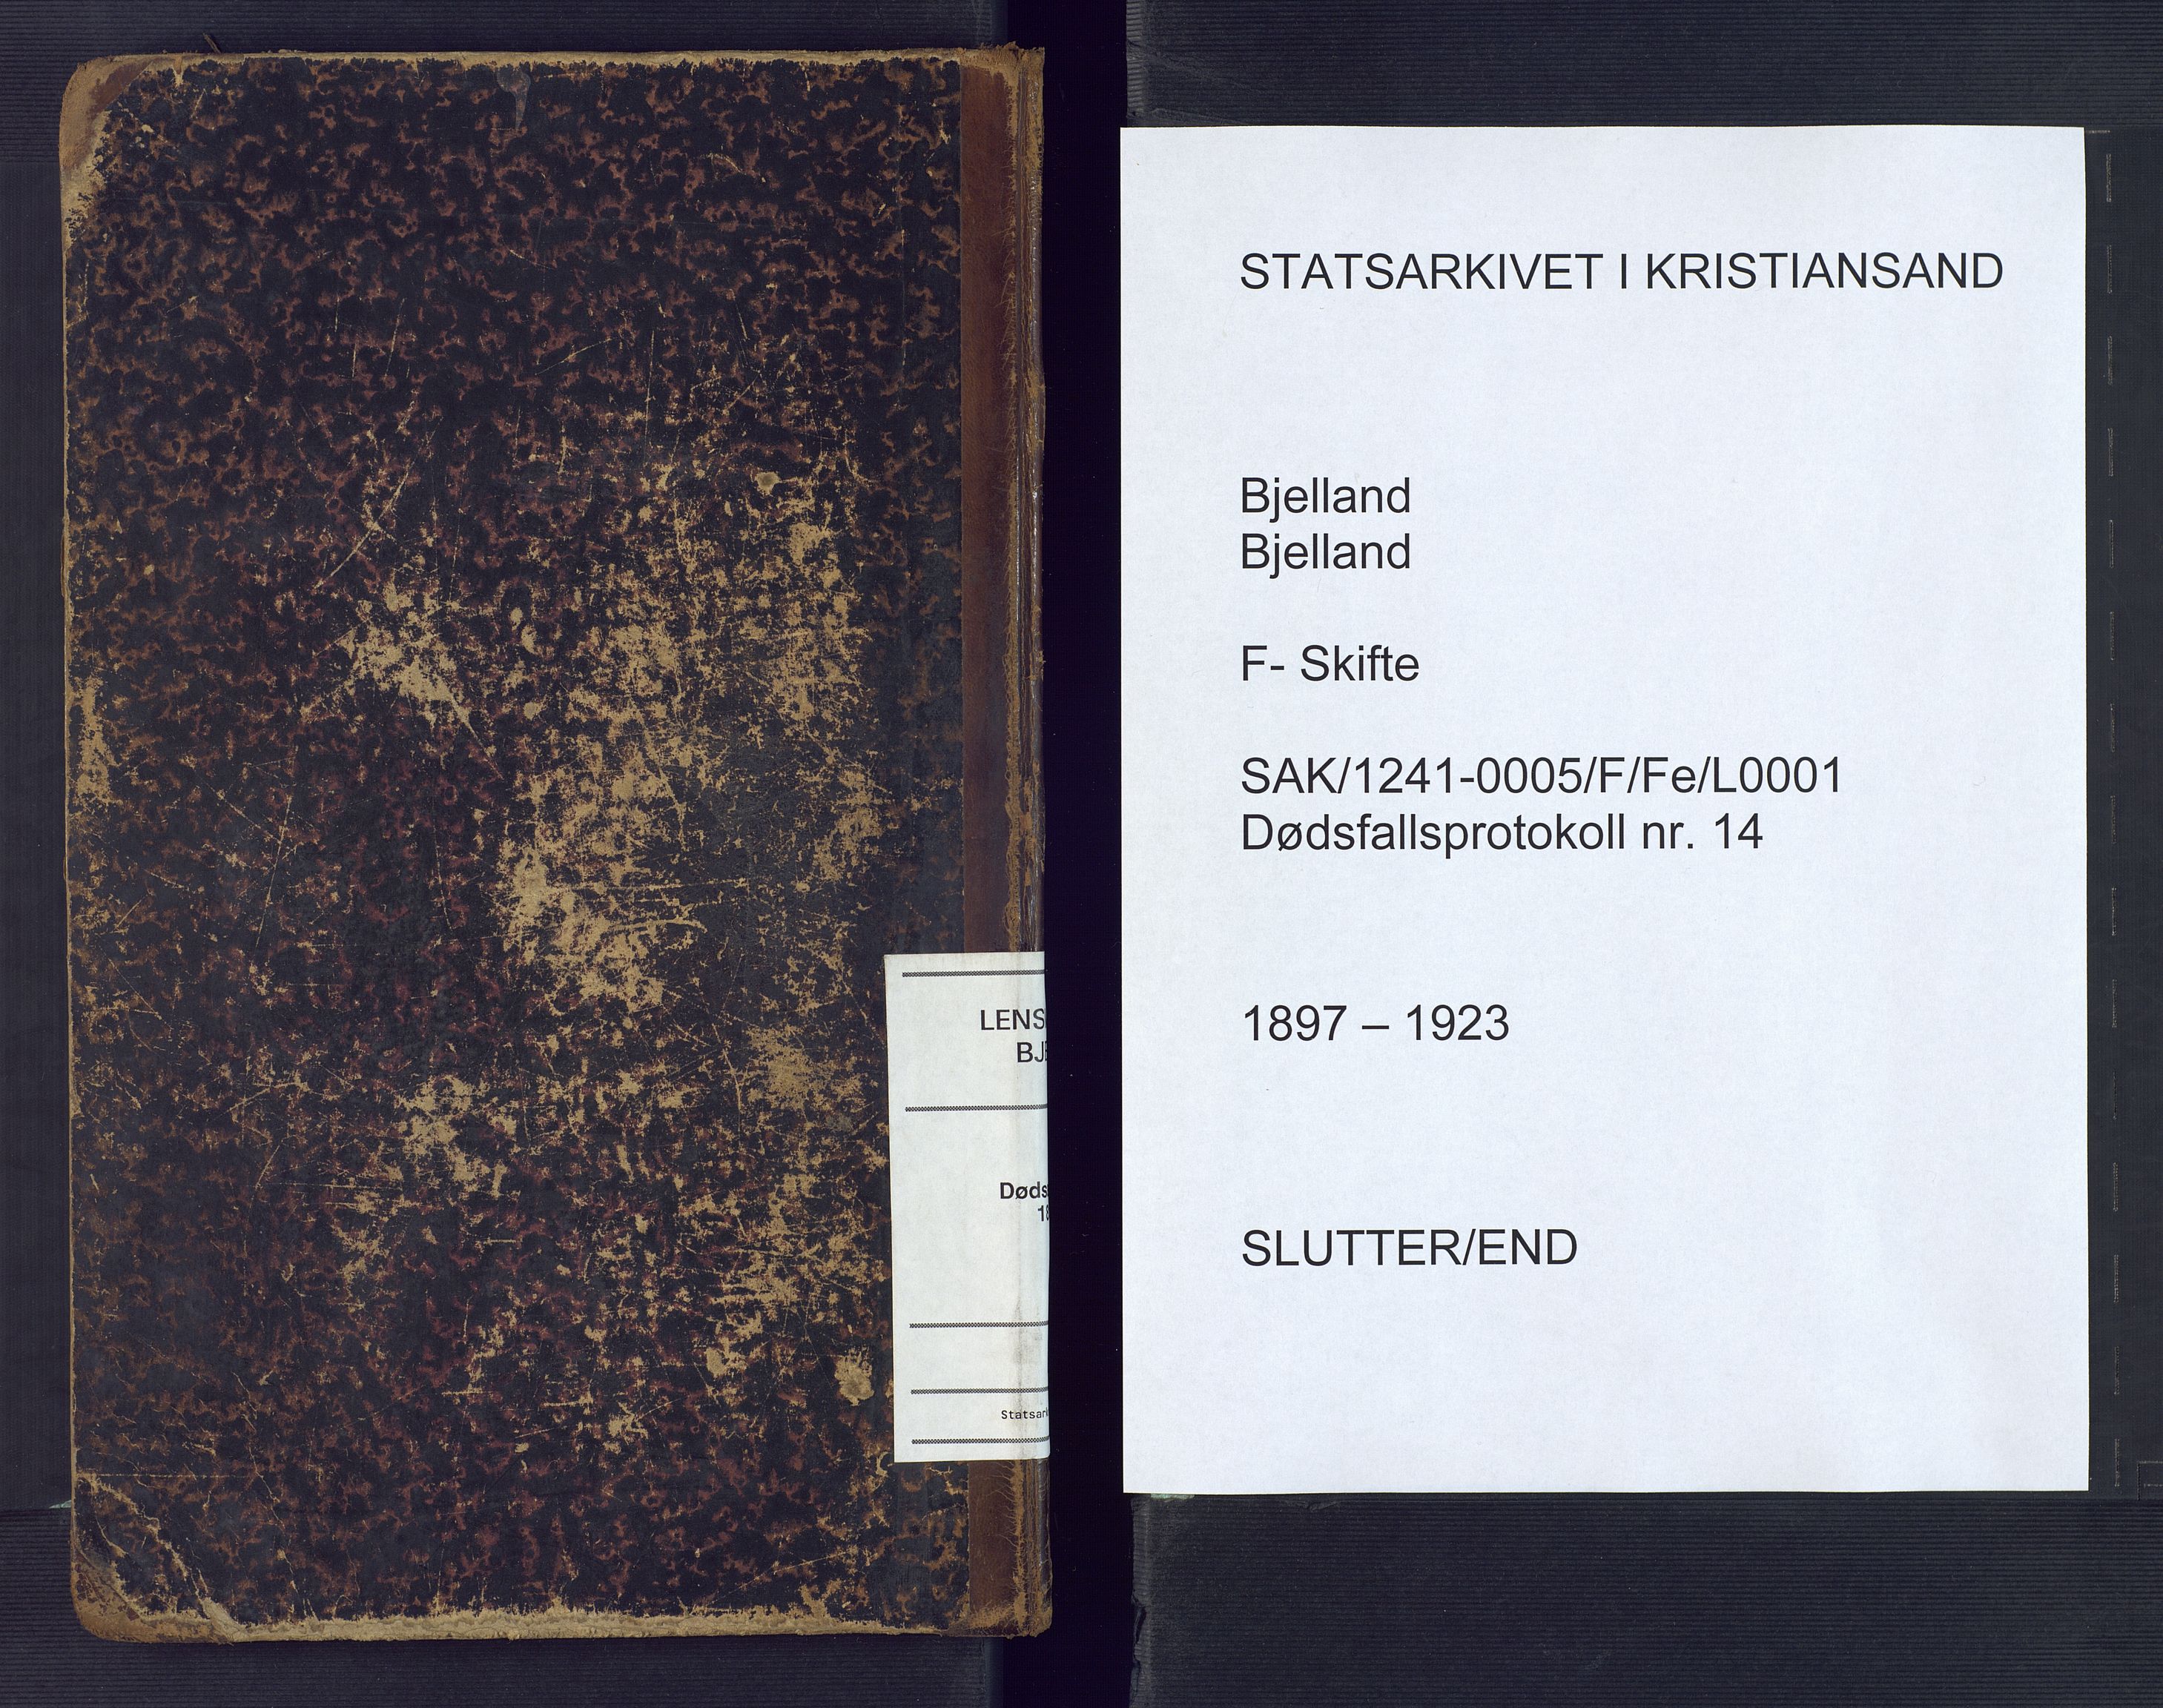 LENS
BJE
Døds
18
Statsark
STATSARKIVET I KRISTIANSAND
Bjelland
Bjelland
F- Skifte
SAK/1241-0005/F/Fe/L0001
Dødsfallsprotokoll nr. 14
1897 – 1923
SLUTTER/END